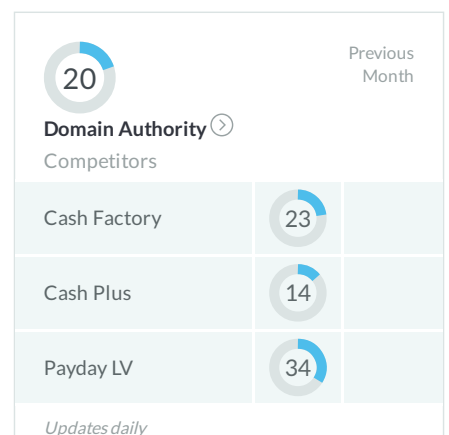 20
Previous
Month
Domain Authority
Competitors
Cash Factory 23
Cash Plus 14
Payday LV 34
Updates daily